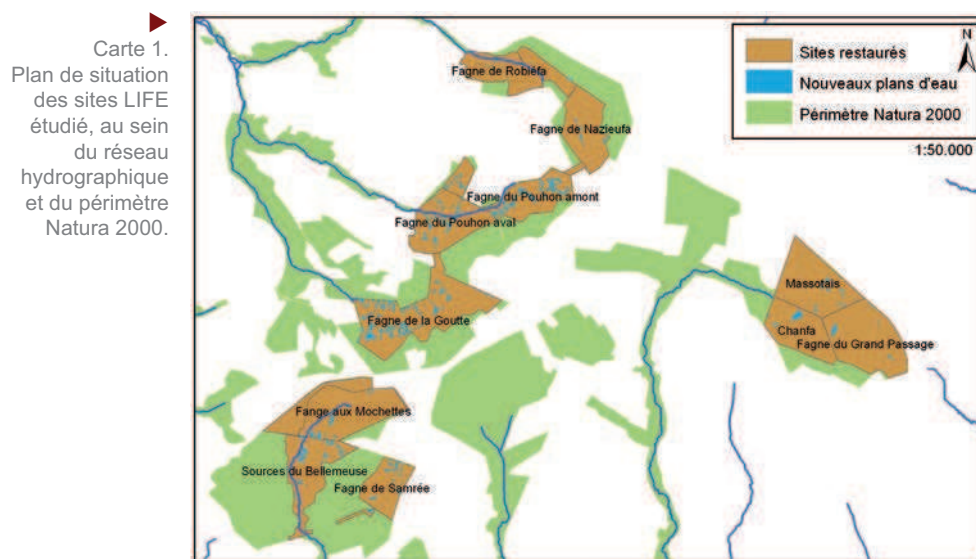 Carte 1.
Plan de situation
des sites LIFE
étudié, au sein
du réseau
hydrographique
et du périmètre
Natura 2000.
N
Sites restaurés
Nouveaux plans d'eau
Périmètre Natura 2000
1:50.000
Fagne de Robièfa
Fagne de Nazieufa
Fagne du Pouhon amont
Fagne du Pouhon aval
Fagne de la Goutte
Massotais
Chanfa
Fagne du Grand Passage
Fange aux Mochettes
Sources du Bellemeuse
Fagne de Samrée